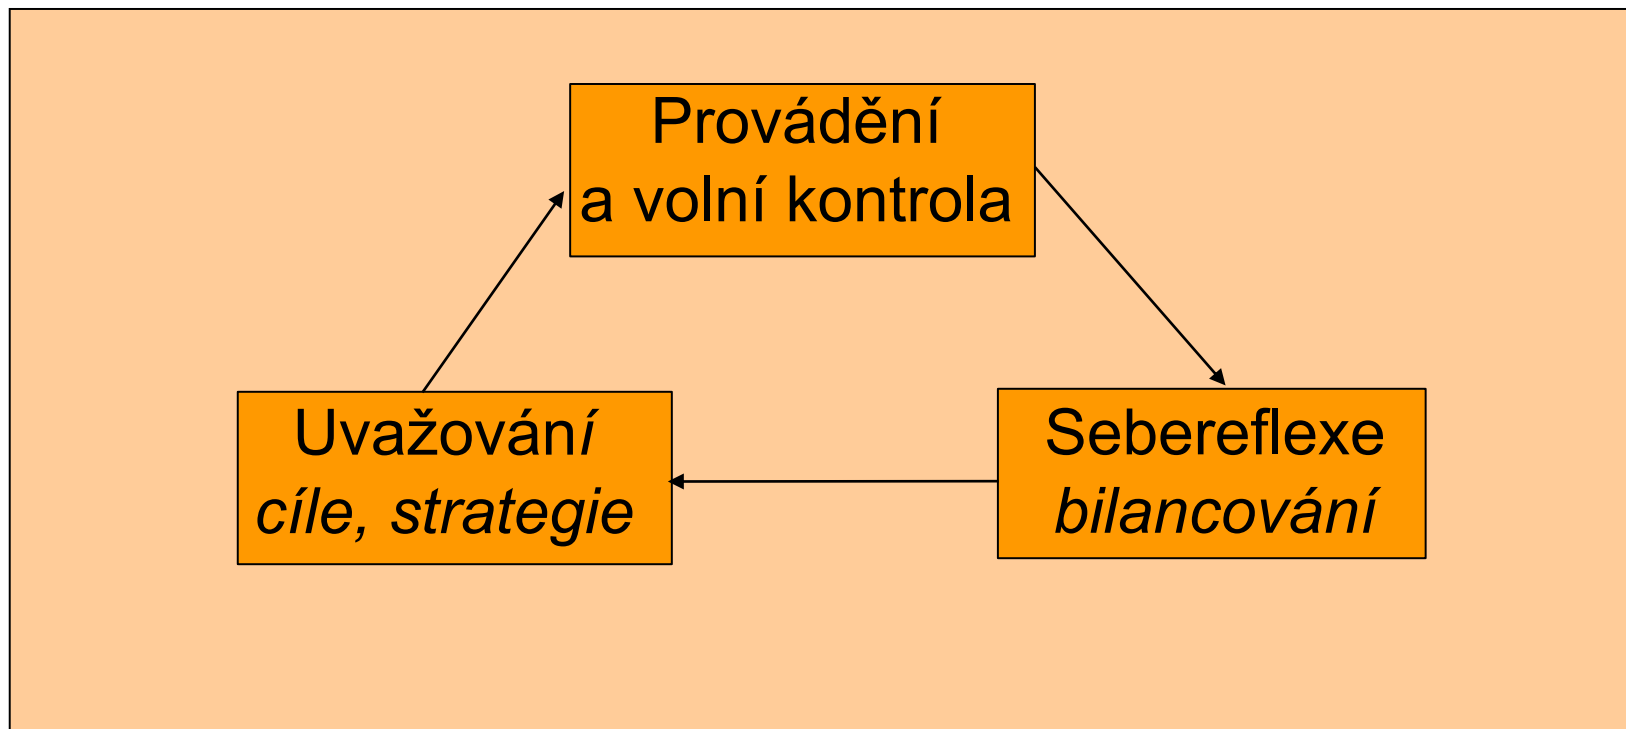 Provádění
a volní kontrola
Uvažování
cíle, strategie
Sebereflexe
bilancování